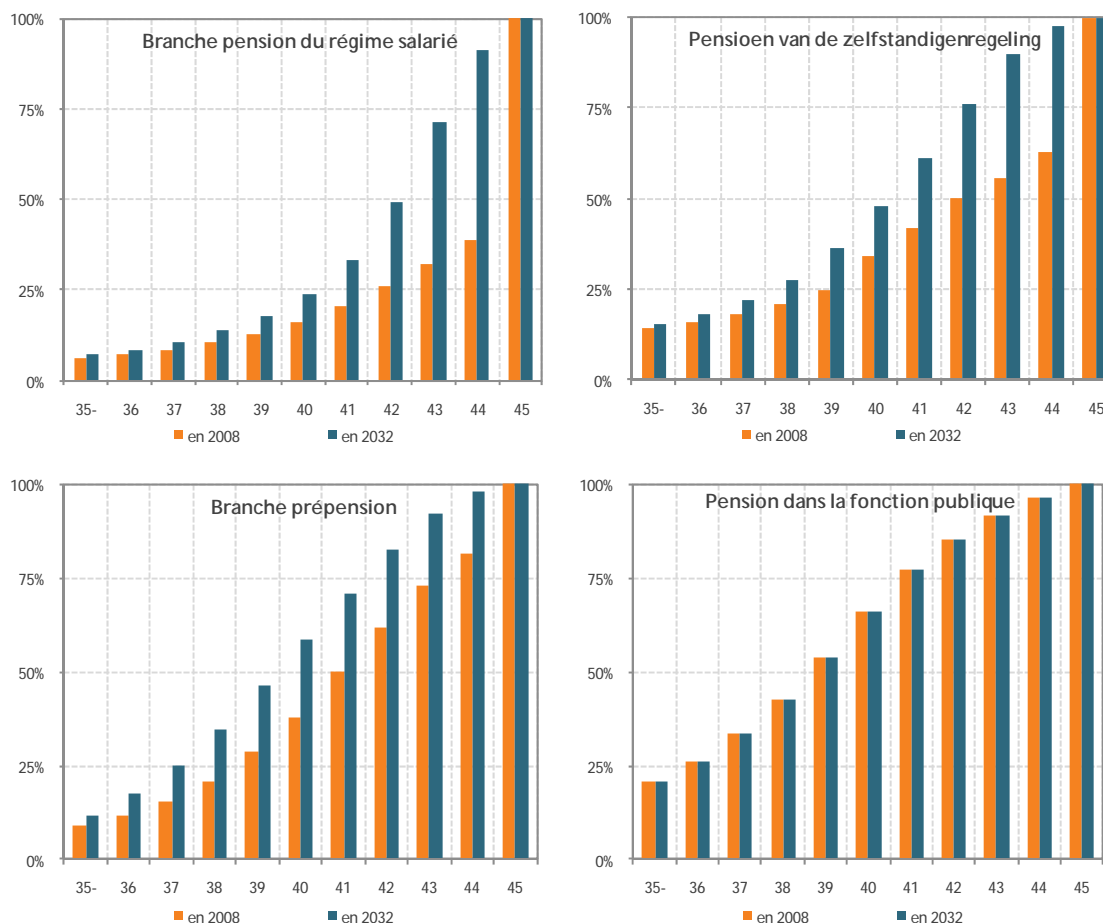 Branche pension du régime salarié
100%
75%
50%
25%
0%
35- 36 37 38 39 40 41 42 43 44 45
en 2008 en 2032
Pensioen van de zelfstandigenregeling
100%
75%
50%
25%
0%
35- 36 37 38 39 40 41 42 43 44 45
en 2008 en 2032
Branche prépension
100%
75%
50%
25%
0%
35- 36 37 38 39 40 41 42 43 44 45
en 2008 en 2032
Pension dans la fonction publique
100%
75%
50%
25%
0%
35- 36 37 38 39 40 41 42 43 44 45
en 2008 en 2032